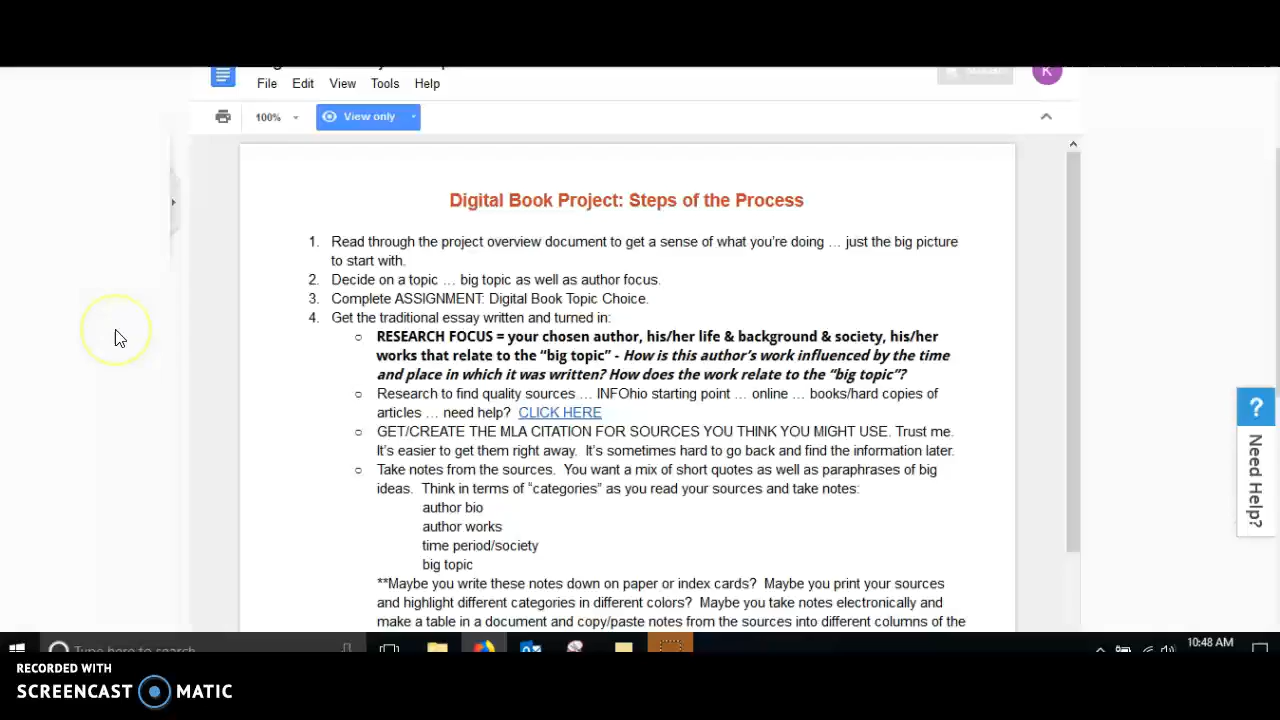 File Edit View Tools Help
K
100% View only
Digital Book Project: Steps of the Process
1. Read through the project overview document to get a sense of what you're doing … just the big picture
to start with.
2. Decide on a topic … big topic as well as author focus.
3. Complete ASSIGNMENT: Digital Book Topic Choice.
4. Get the traditional essay written and turned in:
○ RESEARCH FOCUS = your chosen author, his/her life & background & society, his/her
works that relate to the “big topic” - How is this author's work influenced by the time
and place in which it was written? How does the work relate to the “big topic”?
○ Research to find quality sources … INFOhio starting point … online … books/hard copies of
articles … need help? CLICK HERE
○ GET/CREATE THE MLA CITATION FOR SOURCES YOU THINK YOU MIGHT USE. Trust me.
It's easier to get them right away. It's sometimes hard to go back and find the information later.
○ Take notes from the sources. You want a mix of short quotes as well as paraphrases of big
ideas. Think in terms of “categories” as you read your sources and take notes:
author bio
author works
time period/society
big topic
**Maybe you write these notes down on paper or index cards? Maybe you print your sources
and highlight different categories in different colors? Maybe you take notes electronically and
make a table in a document and copy/paste notes from the sources into different columns of the
? Need Help?
Type here to search
10:48 AM
RECORDED WITH
SCREENCAST MATIC